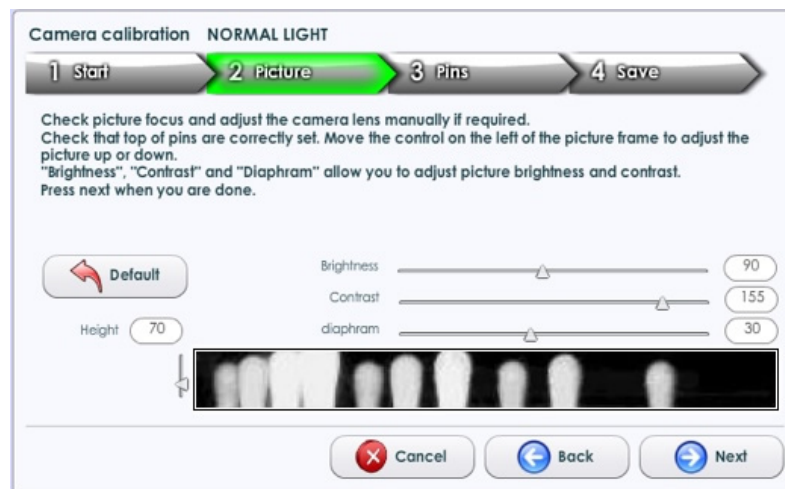 Camera calibration NORMAL LIGHT
1 Start 2 Picture 3 Pins 4 Save
Check picture focus and adjust the camera lens manually if required.
Check that top of pins are correctly set. Move the control on the left of the picture frame to adjust the
picture up or down.
"Brightness", "Contrast" and "Diaphram" allow you to adjust picture brightness and contrast.
Press next when you are done.
Default
Brightness 90
Contrast 155
Height 70
diaphram 30
Cancel Back Next